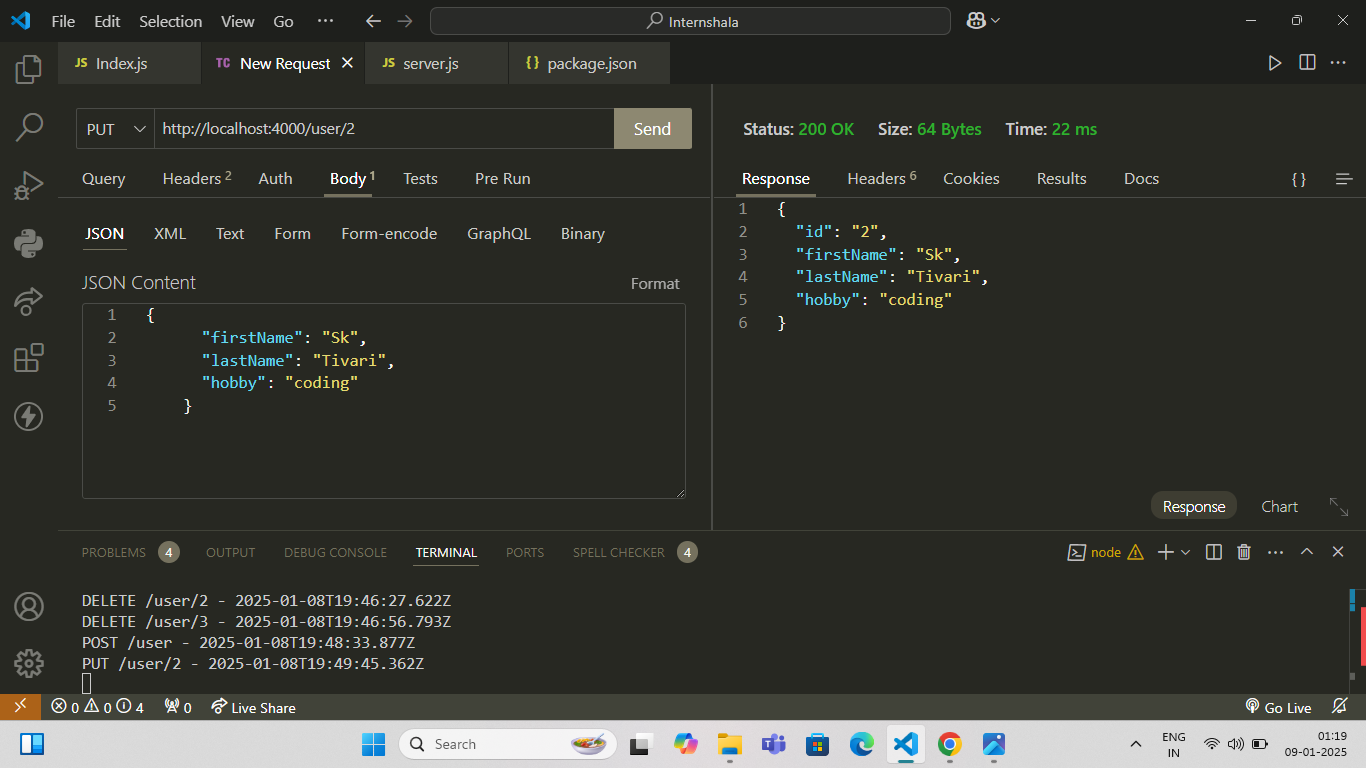 File Edit Selection View Go ··· Internshala
JS Index.js TC New Request JS server.js {} package.json
PUT http://localhost:4000/user/2 Send
Status: 200 OK Size: 64 Bytes Time: 22 ms
Query Headers 2 Auth Body 1 Tests Pre Run
Response Headers 6 Cookies Results Docs {}
JSON XML Text Form Form-encode GraphQL Binary
JSON Content Format
1 {
2 "firstName": "Sk",
3 "lastName": "Tivari",
4 "hobby": "coding"
5 }
1 {
2 "id": "2",
3 "firstName": "Sk",
4 "lastName": "Tivari",
5 "hobby": "coding"
6 }
Response Chart
PROBLEMS 4 OUTPUT DEBUG CONSOLE TERMINAL PORTS SPELL CHECKER 4 node
DELETE /user/2 - 2025-01-08T19:46:27.622Z
DELETE /user/3 - 2025-01-08T19:46:56.793Z
POST /user - 2025-01-08T19:48:33.877Z
PUT /user/2 - 2025-01-08T19:49:45.362Z
0 0 4 0 Live Share Go Live
Search
ENG
IN
01:19
09-01-2025